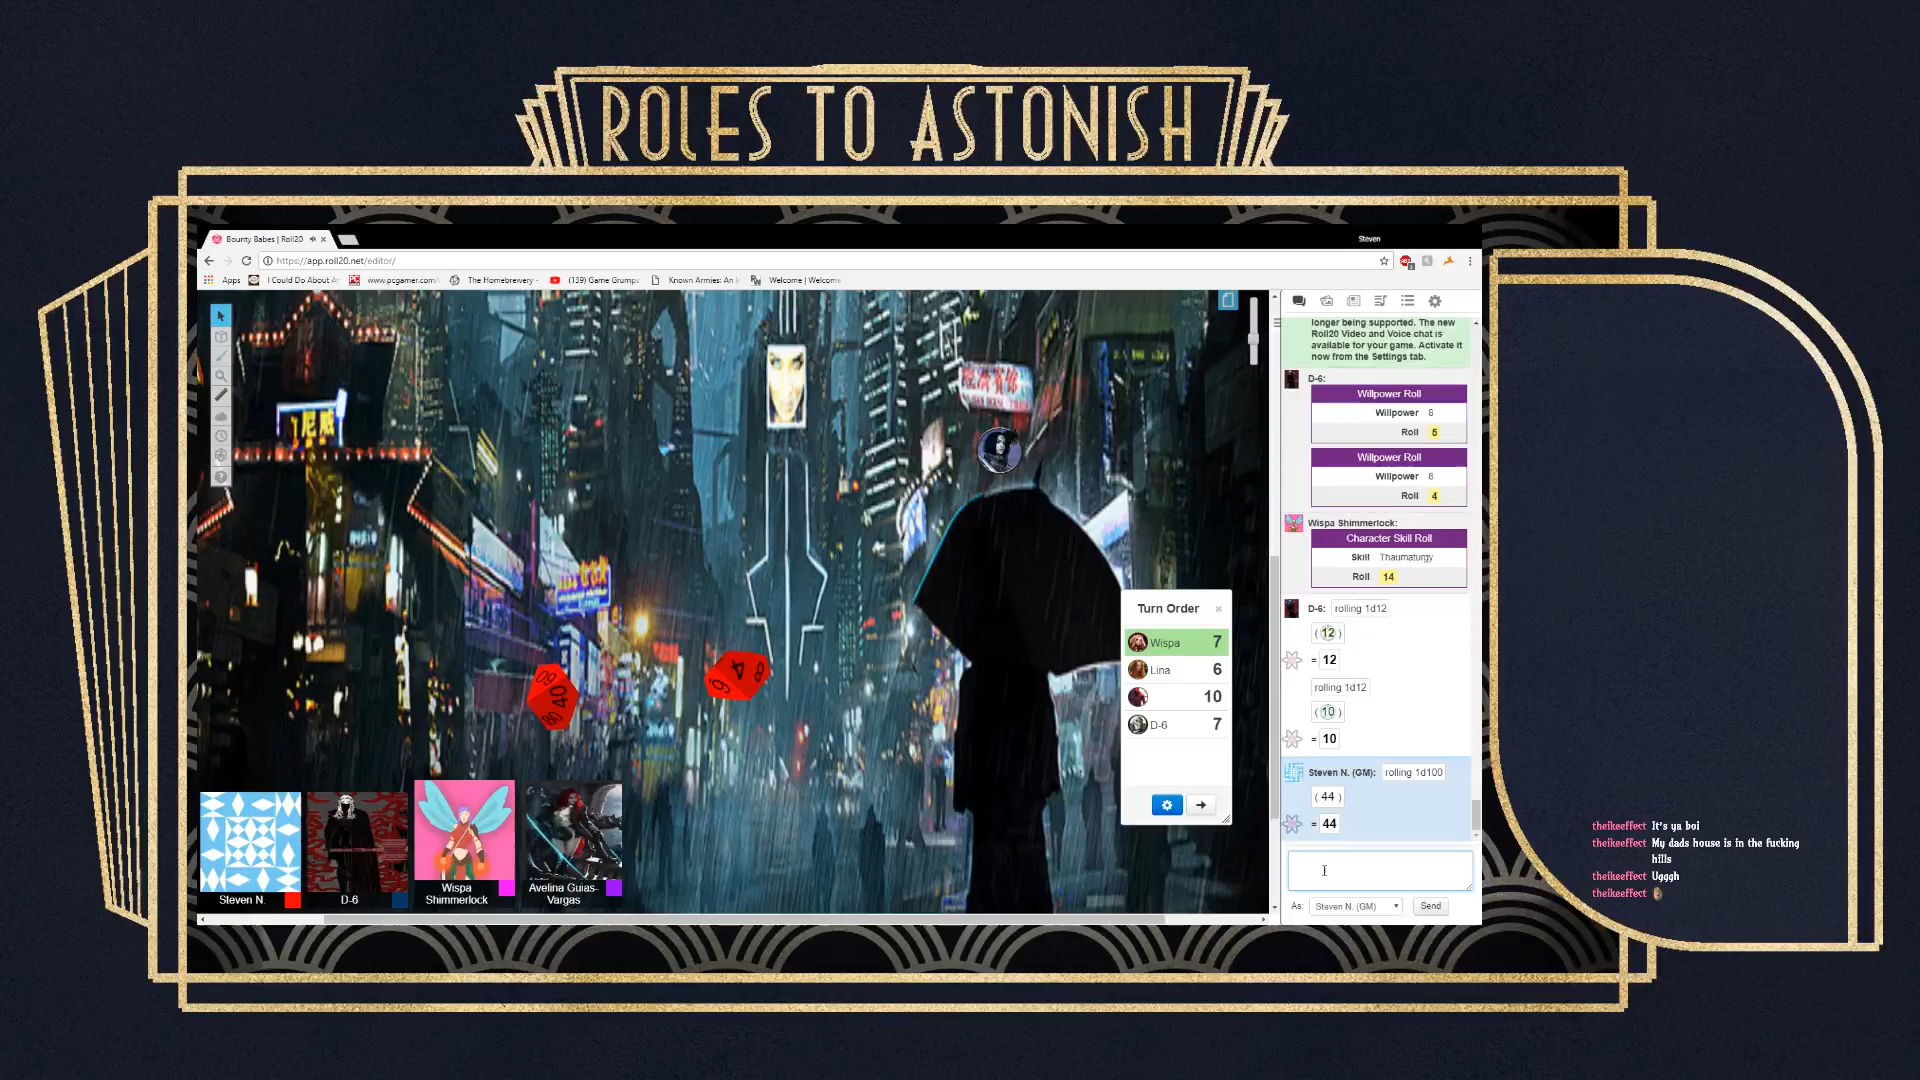 ROLES TO ASTONISH
Bounty Babes | Roll20
Steven
https://app.roll20.net/editor/
Apps
I Could Do About A
www.pcgamer.com/
The Homebrewery -
(139) Game Grumps
Known Armies: An I
Welcome | Welcome
longer being supported. The new
Roll20 Video and Voice chat is
available for your game. Activate it
now from the Settings tab.
D-6:
Willpower Roll
Willpower 8
Roll 5
Willpower Roll
Willpower 8
Roll 4
Wispa Shimmerlock:
Character Skill Roll
Skill Thaumaturgy
Roll 14
D-6: rolling 1d12
(12)
= 12
rolling 1d12
(10)
= 10
Steven N. (GM): rolling 1d100
(44)
= 44
As: Steven N. (GM) Send
Turn Order ×
Wispa 7
Lina 6
10
D-6 7
60
40
80
4
8
6
Steven N.
D-6
Wispa
Shimmerlock
Avelina Guias-
Vargas
theikeeffect It's ya boi
theikeeffect My dads house is in the fucking
hills
theikeeffect Ugggh
theikeeffect